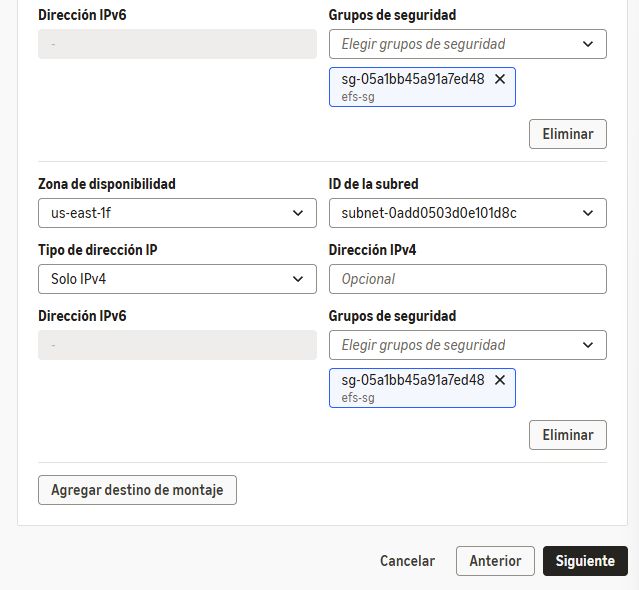 Dirección IPv6
Grupos de seguridad
-
Elegir grupos de seguridad
sg-05a1bb45a91a7ed48
efs-sg
Eliminar
Zona de disponibilidad
ID de la subred
us-east-1f
subnet-0add0503d0e101d8c
Tipo de dirección IP
Dirección IPv4
Solo IPv4
Opcional
Dirección IPv6
Grupos de seguridad
-
Elegir grupos de seguridad
sg-05a1bb45a91a7ed48
efs-sg
Eliminar
Agregar destino de montaje
Cancelar
Anterior
Siguiente